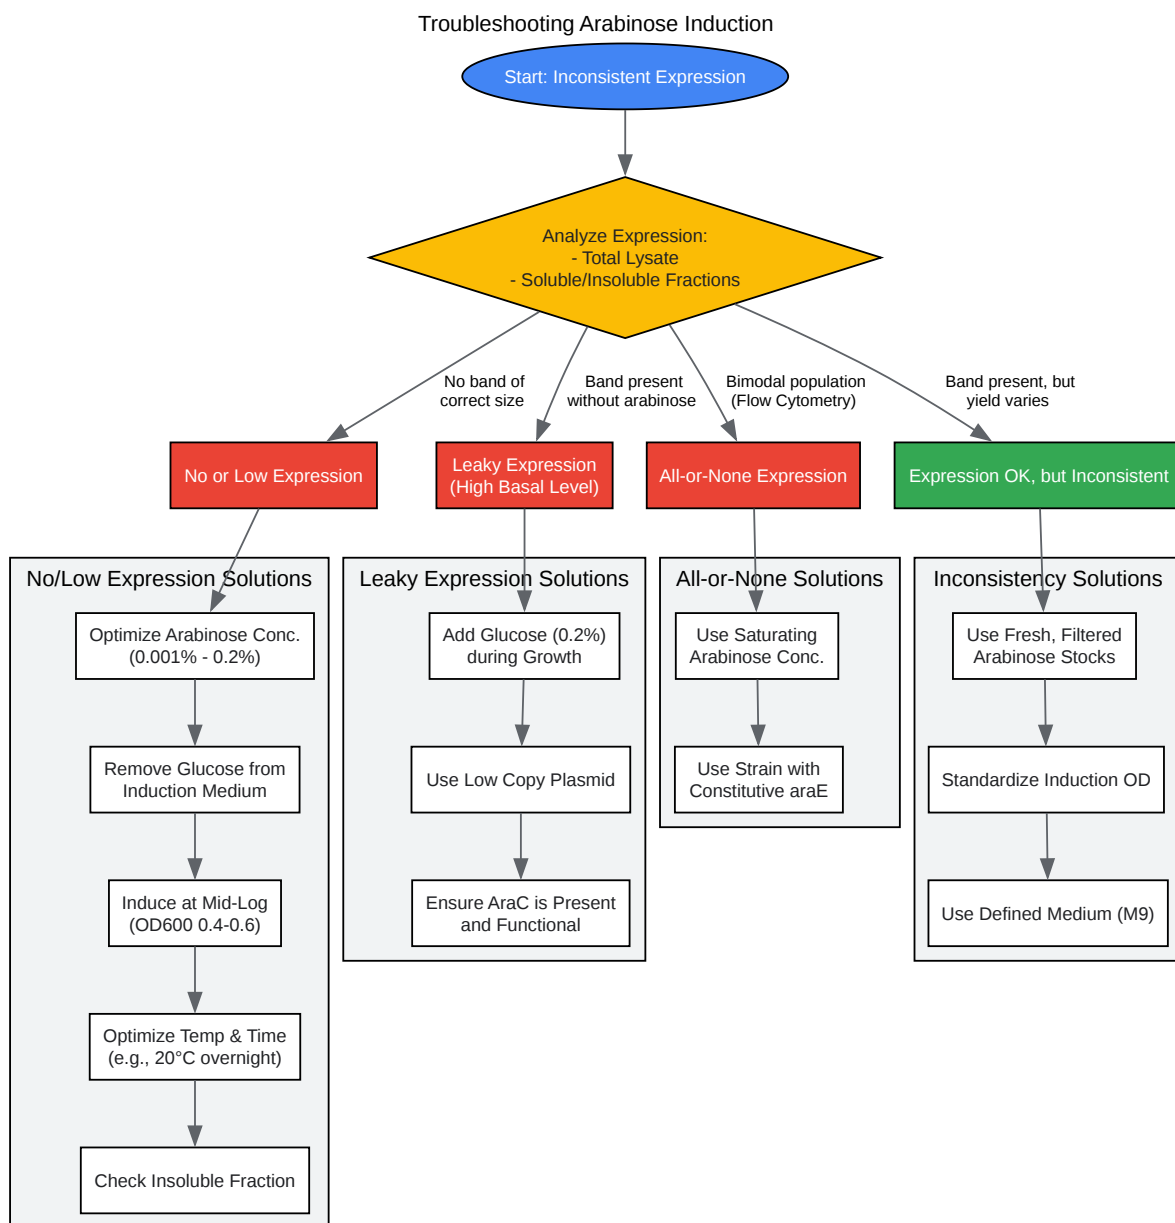 Troubleshooting Arabinose Induction
Start: Inconsistent Expression
Analyze Expression:
- Total Lysate
- Soluble/Insoluble Fractions
No band of
correct size
Band present
without arabinose
Bimodal population
(Flow Cytometry)
Band present, but
yield varies
No or Low Expression
Leaky Expression
(High Basal Level)
All-or-None Expression
Expression OK, but Inconsistent
No/Low Expression Solutions
Optimize Arabinose Conc.
(0.001% - 0.2%)
Remove Glucose from
Induction Medium
Induce at Mid-Log
(OD600 0.4-0.6)
Optimize Temp & Time
(e.g., 20°C overnight)
Check Insoluble Fraction
Leaky Expression Solutions
Add Glucose (0.2%)
during Growth
Use Low Copy Plasmid
Ensure AraC is Present
and Functional
All-or-None Solutions
Use Saturating
Arabinose Conc.
Use Strain with
Constitutive araE
Inconsistency Solutions
Use Fresh, Filtered
Arabinose Stocks
Standardize Induction OD
Use Defined Medium (M9)